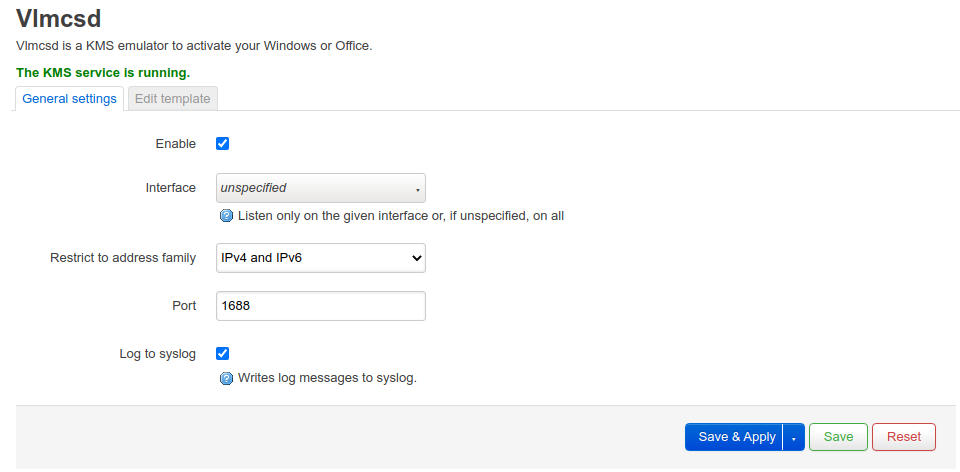 Vlmcsd
Vlmcsd is a KMS emulator to activate your Windows or Office.
The KMS service is running.
General settings Edit template
Enable
Interface unspecified
Listen only on the given interface or, if unspecified, on all
Restrict to address family IPv4 and IPv6
Port 1688
Log to syslog
Writes log messages to syslog.
Save & Apply Save Reset